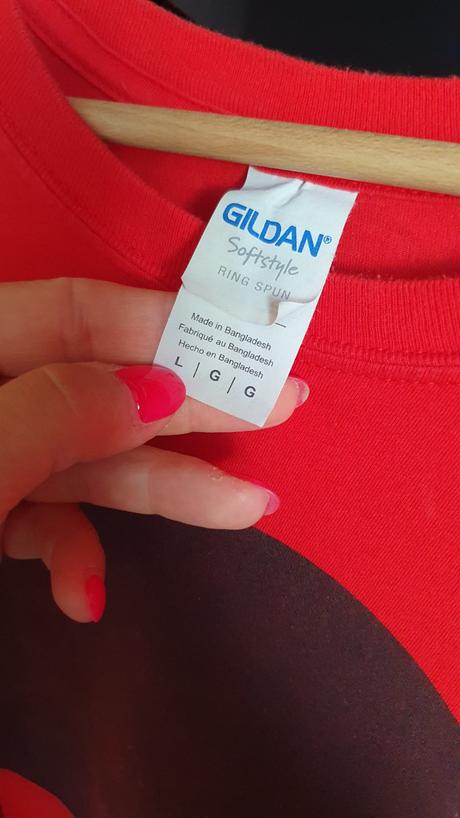 GILDAN®
Softstyle
RING SPUN
Made in Bangladesh
Fabriqué au Bangladesh
Hecho en Bangladesh
L | G | G